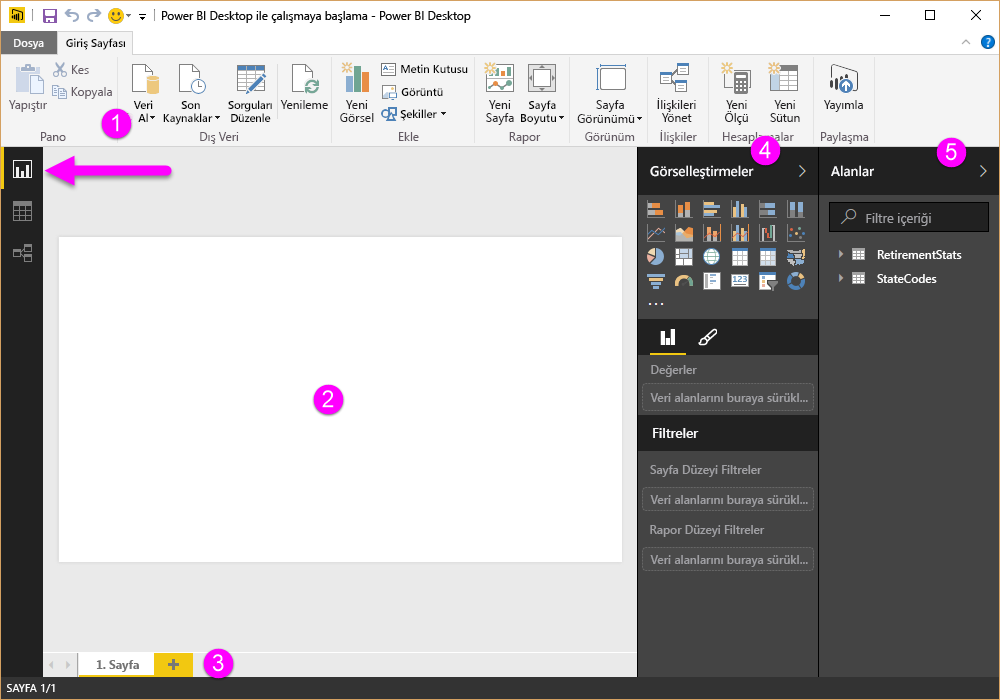 Power BI Desktop ile çalışmaya başlama - Power BI Desktop
Dosya
Giriş Sayfası
?
Yapıştır
Kes
Kopyala
Pano
1
Veri
Al
Son
Kaynaklar
Sorguları
Düzenle
Yenileme
Dış Veri
Yeni
Görsel
Metin Kutusu
Görüntü
Şekiller
Ekle
Yeni
Sayfa
Sayfa
Boyutu
Rapor
Sayfa
Görünümü
Görünüm
İlişkileri
Yönet
İlişkiler
Yeni
Ölçü
Yeni
Sütun
Yayımla
Paylaşma
4
5
Görselleştirmeler
Alanlar
Filtre içeriği
RetirementStats
StateCodes
123
...
Değerler
Veri alanlarını buraya sürükl...
Filtreler
Sayfa Düzeyi Filtreler
Veri alanlarını buraya sürükl...
Rapor Düzeyi Filtreler
Veri alanlarını buraya sürükl...
2
1. Sayfa
+
3
SAYFA 1/1